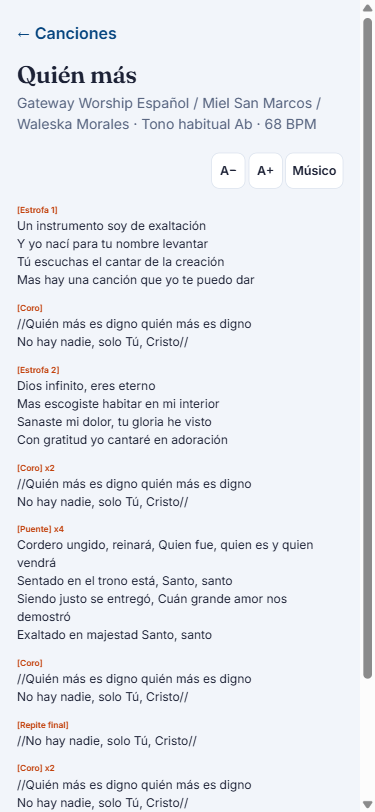 ← Canciones
Quién más
Gateway Worship Español / Miel San Marcos /
Waleska Morales · Tono habitual Ab · 68 BPM
A− A+ Músico
[Estrofa 1]
Un instrumento soy de exaltación
Y yo nací para tu nombre levantar
Tú escuchas el cantar de la creación
Mas hay una canción que yo te puedo dar
[Coro]
//Quién más es digno quién más es digno
No hay nadie, solo Tú, Cristo//
[Estrofa 2]
Dios infinito, eres eterno
Mas escogiste habitar en mi interior
Sanaste mi dolor, tu gloria he visto
Con gratitud yo cantaré en adoración
[Coro] x2
//Quién más es digno quién más es digno
No hay nadie, solo Tú, Cristo//
[Puente] x4
Cordero ungido, reinará, Quien fue, quien es y quien
vendrá
Sentado en el trono está, Santo, santo
Siendo justo se entregó, Cuán grande amor nos
demostró
Exaltado en majestad Santo, santo
[Coro]
//Quién más es digno quién más es digno
No hay nadie, solo Tú, Cristo//
[Repite final]
//No hay nadie, solo Tú, Cristo//
[Coro] x2
//Quién más es digno quién más es digno
No hay nadie, solo Tú, Cristo//